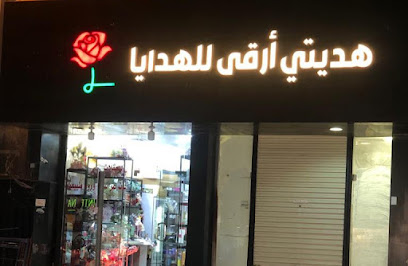 هديتي أرقى للهدايا